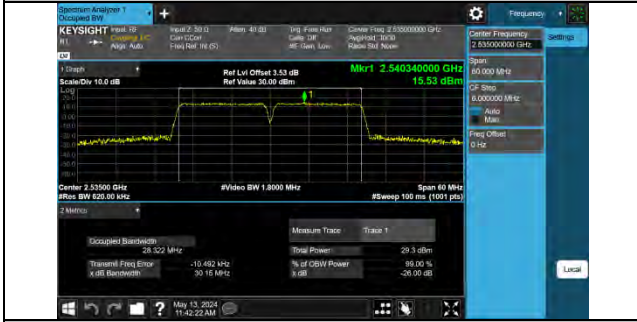 Spectrum Analyzer 1
Occupied BW
Frequency
KEYSIGHT Input: RF
Coupling: DC
Align: Auto
Input Z: 50 Ω
Corr CCorr
Freq Ref: Int (S)
Atten: 40 dB
Trig: Free Run
Gate: Off
#IF Gain: Low
Center Freq: 2.535000000 GHz
Avg|Hold: 10/10
Radio Std: None
Center Frequency
2.535000000 GHz
Settings
Span
60.000 MHz
CF Step
6.000000 MHz
Auto
Man
Freq Offset
0 Hz
1 Graph
Scale/Div 10.0 dB
Log
Ref Lvl Offset 3.53 dB
Ref Value 30.00 dBm
Mkr1 2.540340000 GHz
15.53 dBm
Center 2.53500 GHz
#Res BW 620.00 kHz
#Video BW 1.8000 MHz
Span 60 MHz
#Sweep 100 ms (1001 pts)
2 Metrics
Measure Trace Trace 1
Occupied Bandwidth
28.322 MHz
Total Power 29.3 dBm
Transmit Freq Error -10.492 kHz
% of OBW Power 99.00 %
x dB Bandwidth 30.15 MHz
x dB -26.00 dB
Local
May 13, 2024
11:42:22 AM